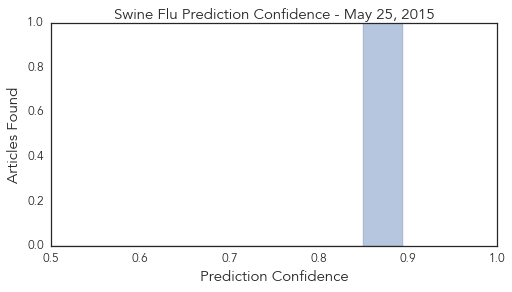 Swine Flu Prediction Confidence - May 25, 2015
1.0
0.8
0.6
0.4
0.2
0.0
Articles Found
0.5 0.6 0.7 0.8 0.9 1.0
Prediction Confidence